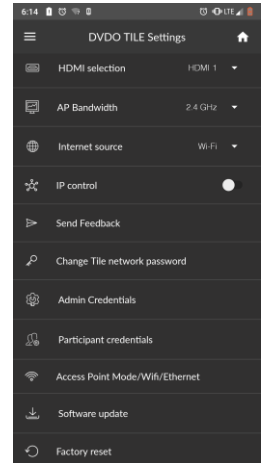 6:14 LTE
DVDO TILE Settings
HDMI selection HDMI 1
AP Bandwidth 2.4 GHz
Internet source Wi-Fi
IP control
Send Feedback
Change Tile network password
Admin Credentials
Participant credentials
Access Point Mode/Wifi/Ethernet
Software update
Factory reset